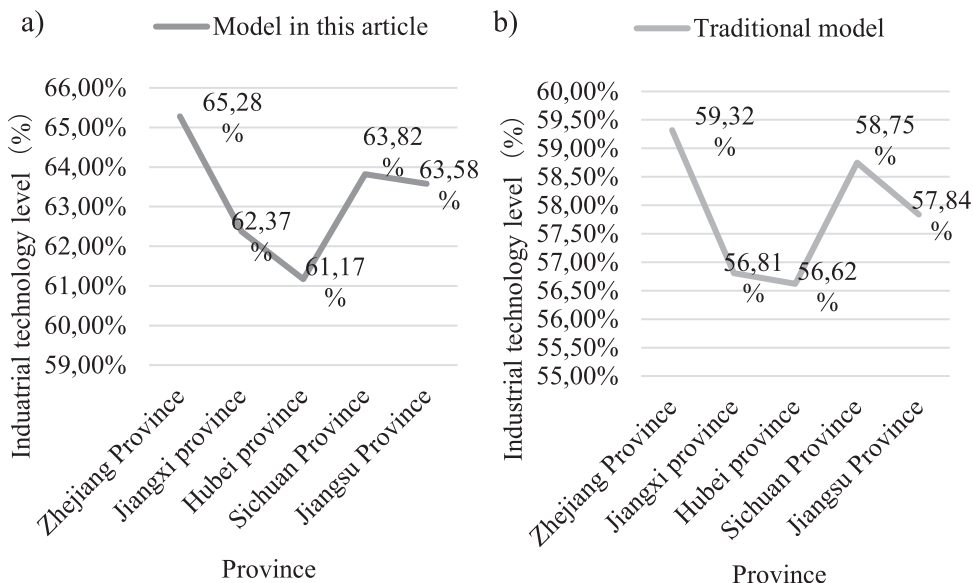 a)
Model in this article
Induatrial technology level (%)
66,00%
65,00%
64,00%
63,00%
62,00%
61,00%
60,00%
59,00%
65,28
%
62,37
%
61,17
%
63,82
%
63,58
%
Zhejiang Province
Jiangxi province
Hubei province
Sichuan Province
Jiangsu Province
Province
b)
Traditional model
Industrial technology level (%)
60,00%
59,50%
59,00%
58,50%
58,00%
57,50%
57,00%
56,50%
56,00%
55,50%
55,00%
59,32
%
56,81
%
56,62
%
58,75
%
57,84
%
Zhejiang Province
Jiangxi province
Hubei province
Sichuan Province
Jiangsu Province
Province